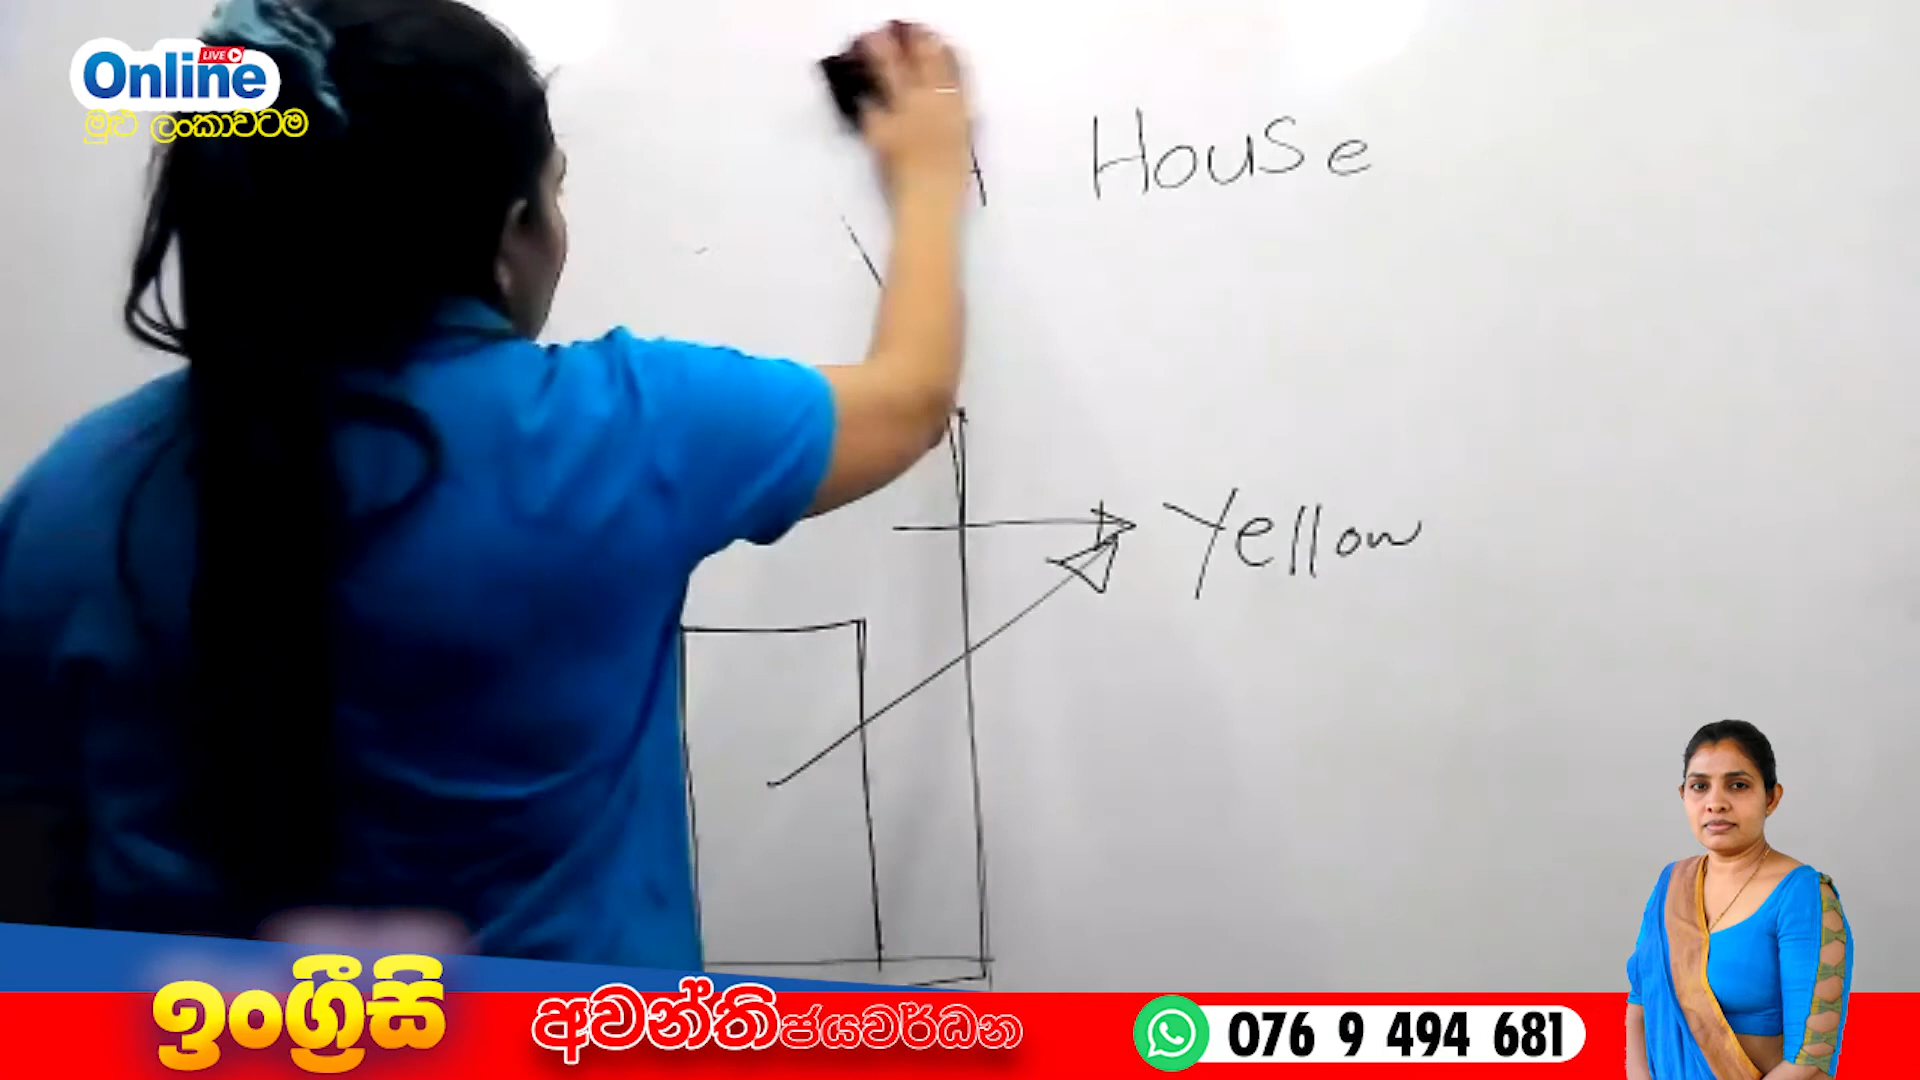 Online
LIVE
මුළු ලංකාවටම
House
Yellow
ඉංග්‍රීසි
අවන්ති ජයවර්ධන
076 9 494 681